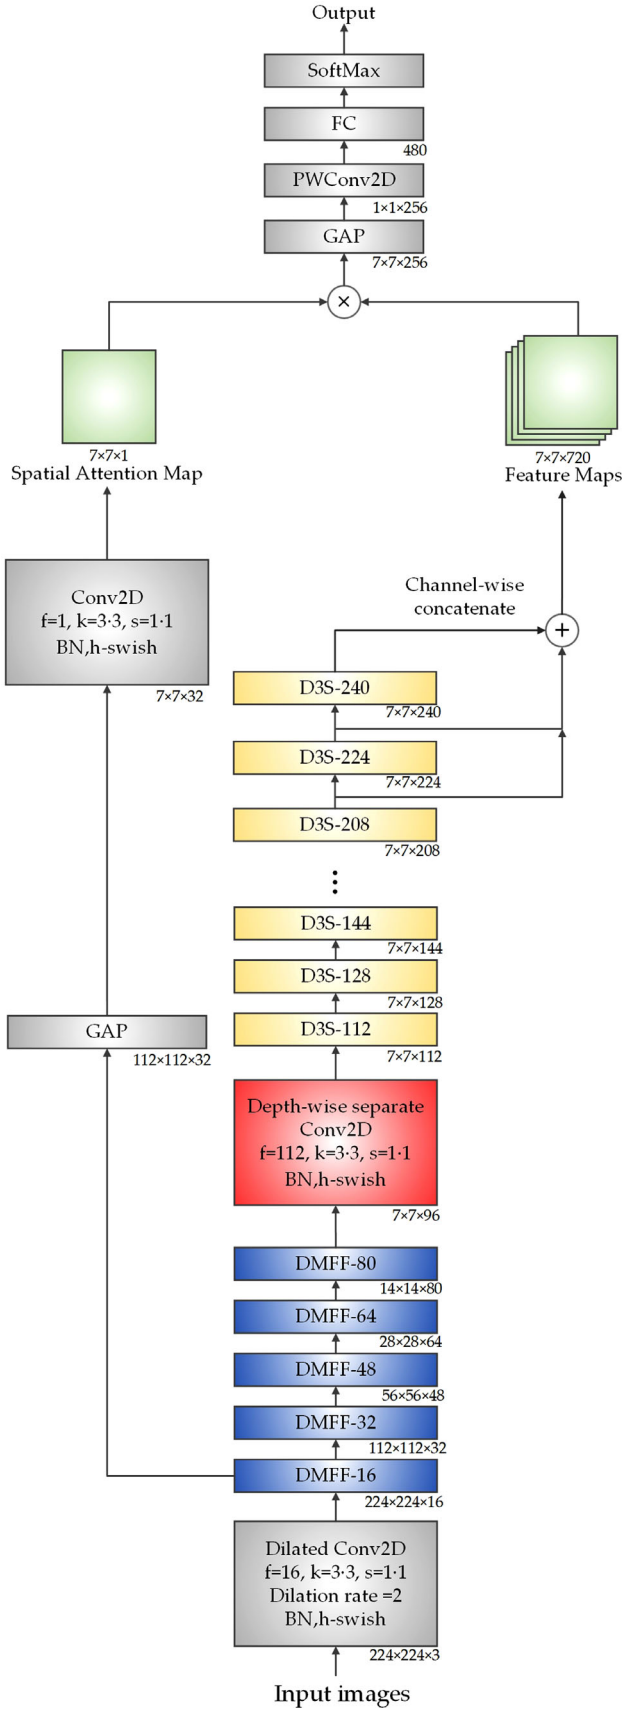 Output
SoftMax
FC
480
PWConv2D
1×1×256
GAP
7×7×256
×
7×7×1
Spatial Attention Map
7×7×720
Feature Maps
Conv2D
f=1, k=3·3, s=1·1
BN,h-swish
7×7×32
Channel-wise
concatenate
+
D3S-240
7×7×240
D3S-224
7×7×224
D3S-208
7×7×208
⋮
D3S-144
7×7×144
D3S-128
7×7×128
D3S-112
7×7×112
GAP
112×112×32
Depth-wise separate
Conv2D
f=112, k=3·3, s=1·1
BN,h-swish
7×7×96
DMFF-80
14×14×80
DMFF-64
28×28×64
DMFF-48
56×56×48
DMFF-32
112×112×32
DMFF-16
224×224×16
Dilated Conv2D
f=16, k=3·3, s=1·1
Dilation rate =2
BN,h-swish
224×224×3
Input images